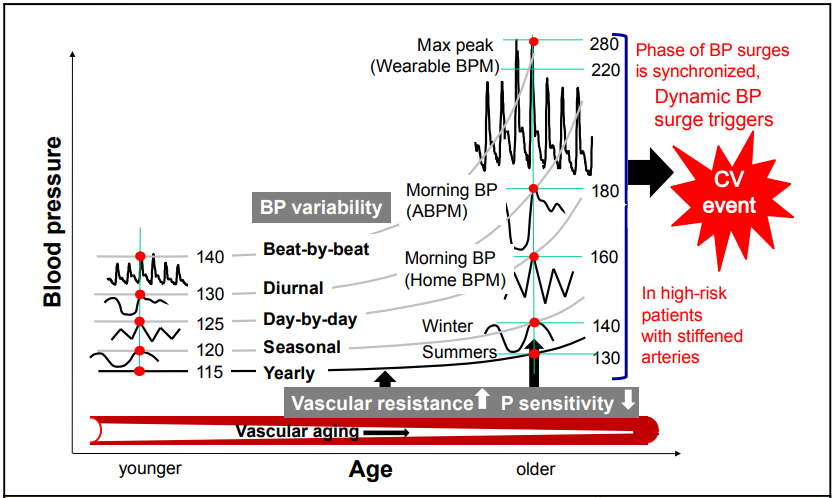 Blood pressure
Max peak
(Wearable BPM)
280
220
Phase of BP surges
is synchronized,
Dynamic BP
surge triggers
CV
event
BP variability
Morning BP
(ABPM)
180
140
Beat-by-beat
Morning BP
(Home BPM)
160
130
Diurnal
125
Day-by-day
In high-risk
patients
with stiffened
arteries
Winter
140
120
Seasonal
Summers
130
115
Yearly
Vascular resistance P sensitivity
Vascular aging
younger
Age
older